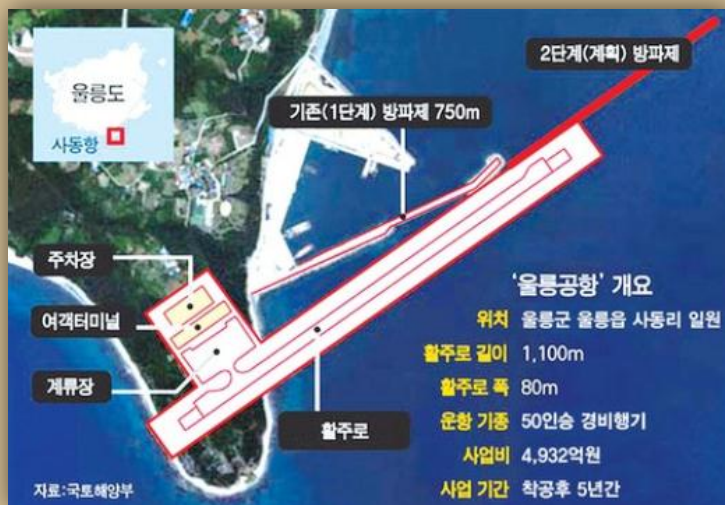 울릉도
사동항
2단계(계획) 방파제
기존(1단계) 방파제 750m
주차장
여객터미널
계류장
활주로
'울릉공항' 개요
위치 울릉군 울릉읍 사동리 일원
활주로 길이 1,100m
활주로 폭 80m
운항 기종 50인승 경비행기
사업비 4,932억원
사업 기간 착공후 5년간
자료:국토해양부